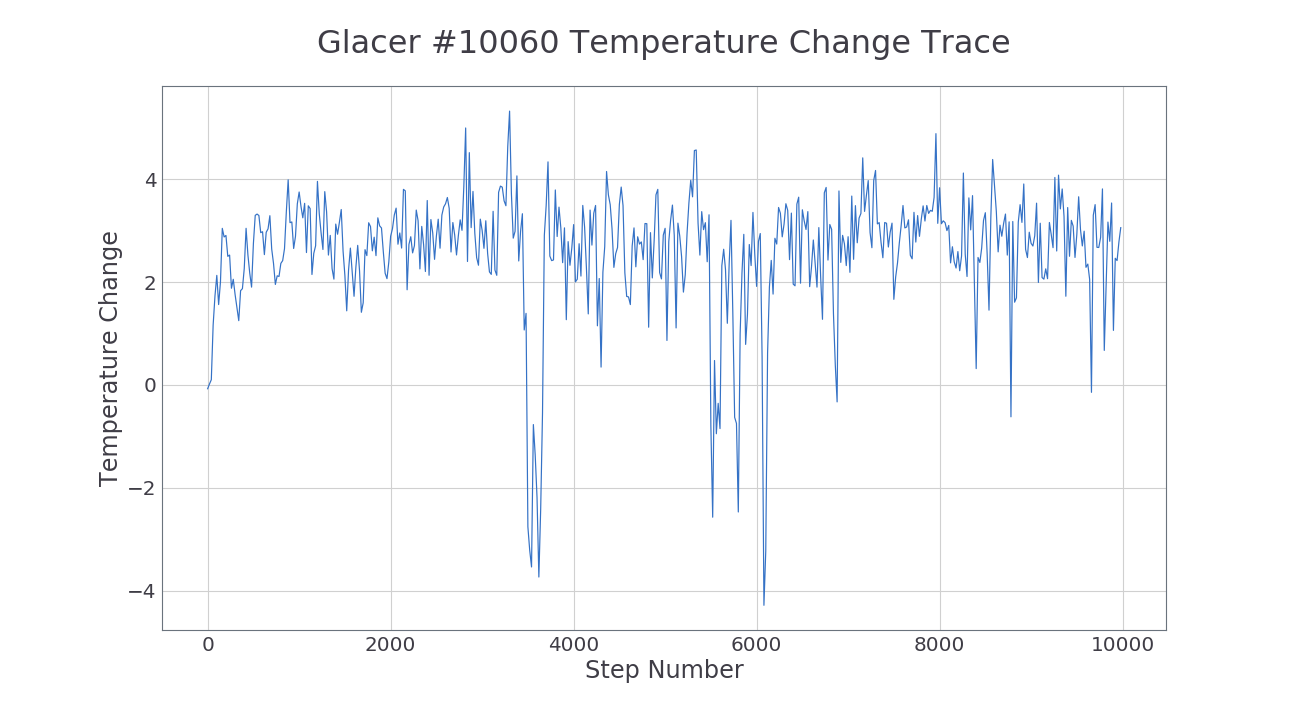 Glacer #10060 Temperature Change Trace
Temperature Change
4
2
0
−2
−4
0 2000 4000 6000 8000 10000
Step Number